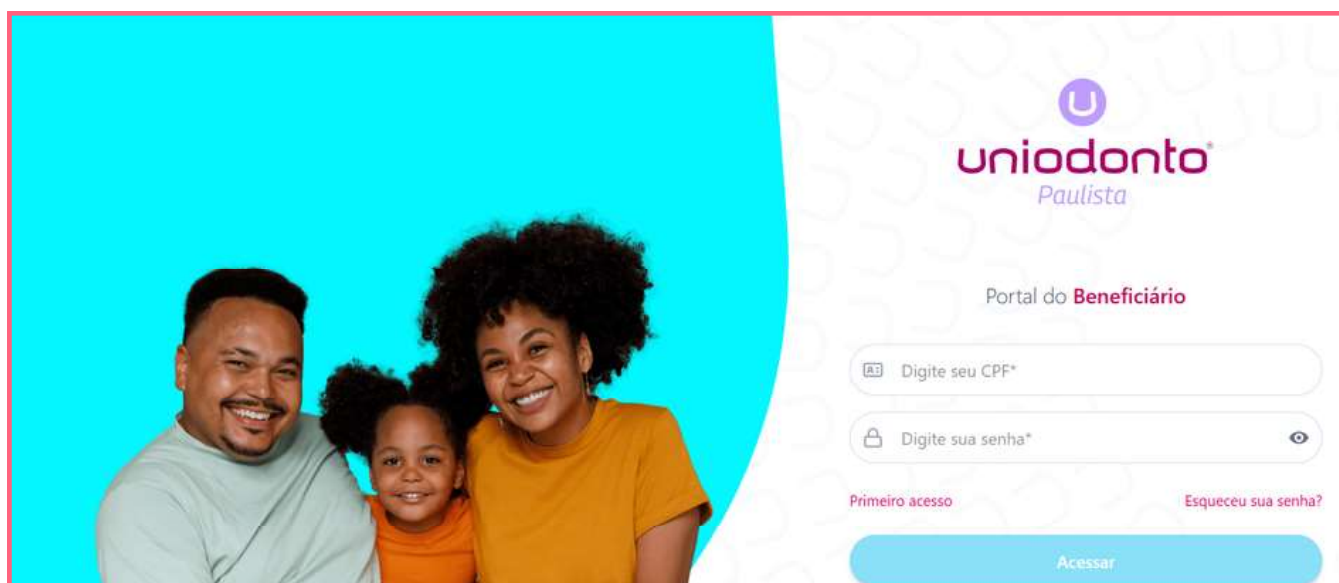 uniodonto®
Paulista
Portal do Beneficiário
Digite seu CPF*
Digite sua senha*
Primeiro acesso
Esqueceu sua senha?
Acessar